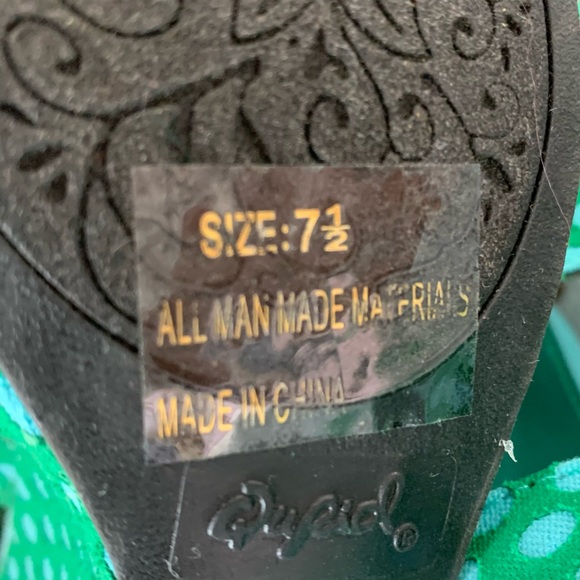 SIZE: 7½
ALL MAN MADE MATERIALS
MADE IN CHINA
Qupid®